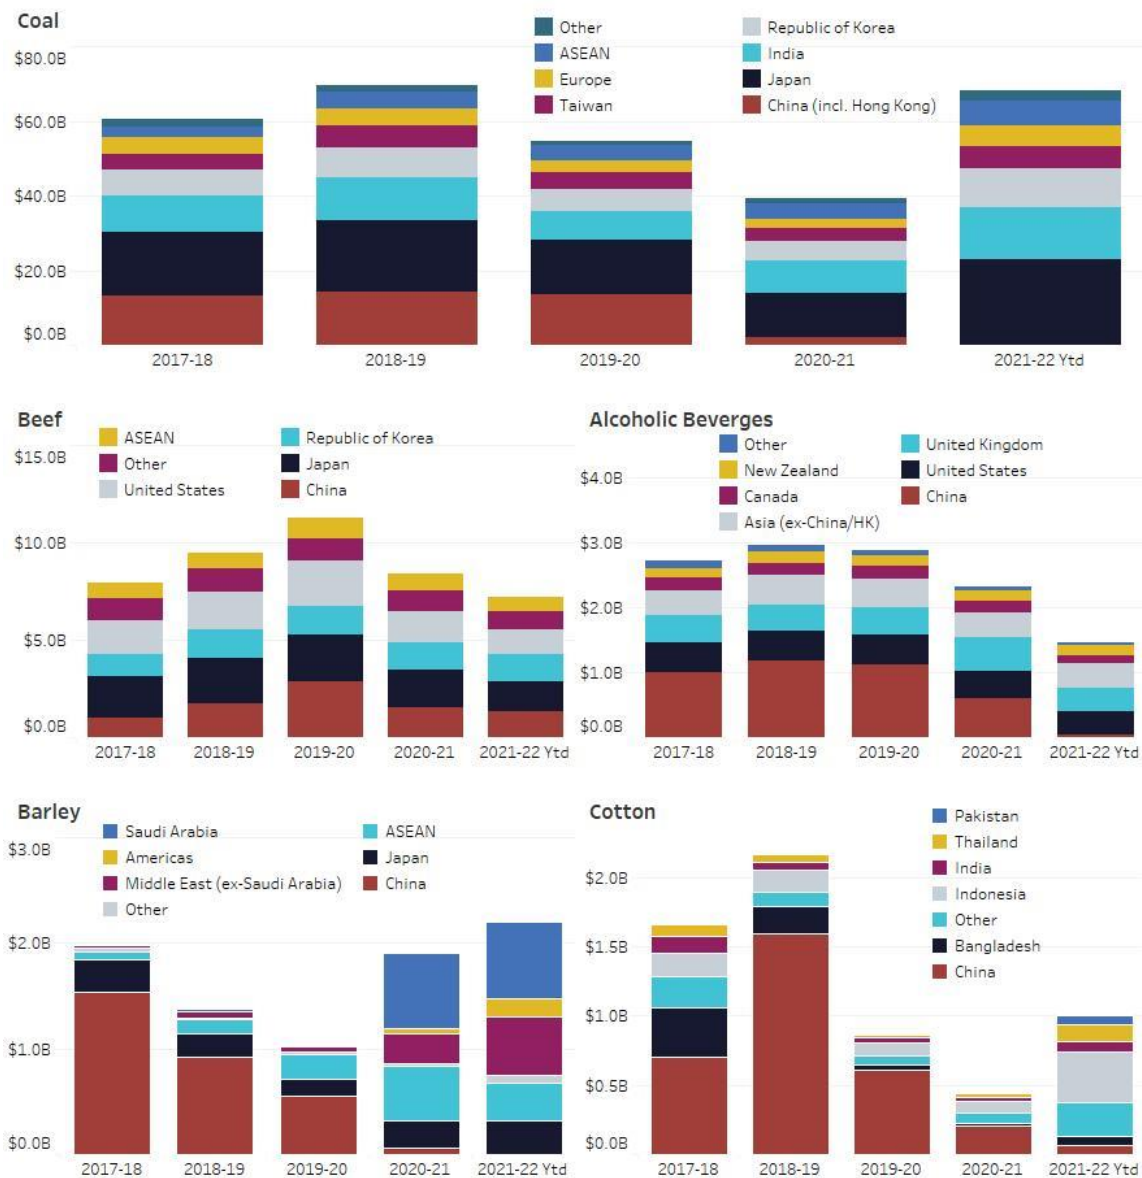 Coal
Other
Republic of Korea
ASEAN
India
Europe
Japan
Taiwan
China (incl. Hong Kong)
$80.0B
$60.0B
$40.0B
$20.0B
$0.0B
2017-18 2018-19 2019-20 2020-21 2021-22 Ytd
Beef
ASEAN
Republic of Korea
Other
Japan
United States
China
$15.0B
$10.0B
$5.0B
$0.0B
2017-18 2018-19 2019-20 2020-21 2021-22 Ytd
Alcoholic Beverges
Other
United Kingdom
New Zealand
United States
Canada
China
Asia (ex-China/HK)
$4.0B
$3.0B
$2.0B
$1.0B
$0.0B
2017-18 2018-19 2019-20 2020-21 2021-22 Ytd
Barley
Saudi Arabia
ASEAN
Americas
Japan
Middle East (ex-Saudi Arabia)
China
Other
$3.0B
$2.0B
$1.0B
$0.0B
2017-18 2018-19 2019-20 2020-21 2021-22 Ytd
Cotton
Pakistan
Thailand
India
Indonesia
Other
Bangladesh
China
$2.0B
$1.5B
$1.0B
$0.5B
$0.0B
2017-18 2018-19 2019-20 2020-21 2021-22 Ytd